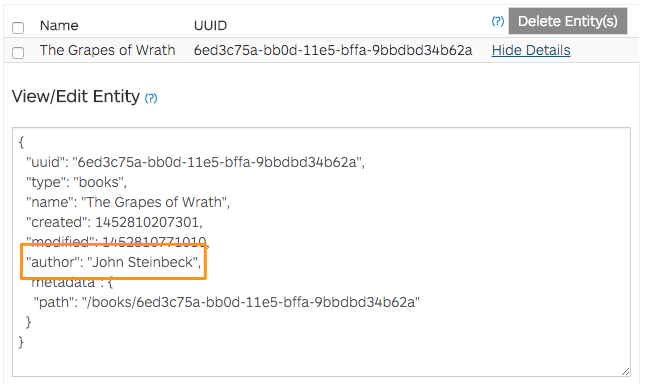 Name UUID (?) Delete Entity(s)
The Grapes of Wrath 6ed3c75a-bb0d-11e5-bffa-9bbdbd34b62a Hide Details
View/Edit Entity (?)
{
"uuid": "6ed3c75a-bb0d-11e5-bffa-9bbdbd34b62a",
"type": "books",
"name": "The Grapes of Wrath",
"created": 1452810207301,
"modified": 1452810771010,
"author": "John Steinbeck",
"metadata": {
"path": "/books/6ed3c75a-bb0d-11e5-bffa-9bbdbd34b62a"
}
}